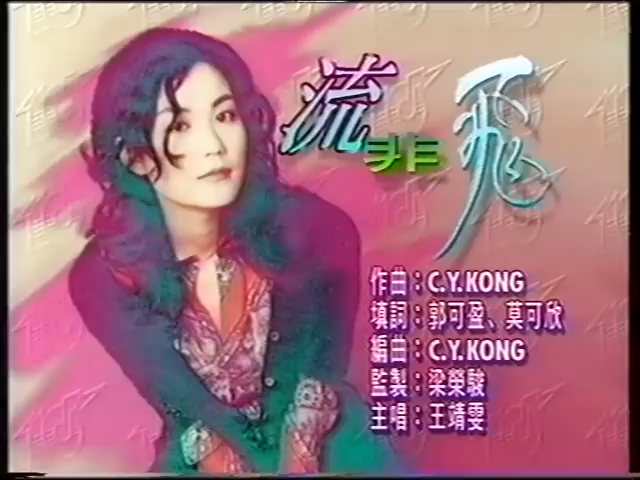 流
非
飛
作曲：C.Y.KONG
填詞：郭可盈、莫可欣
編曲：C.Y.KONG
監製：梁榮駿
主唱：王靖雯